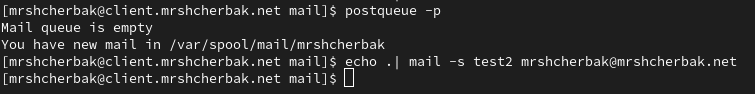 [mrshcherbak@client.mrshcherbak.net mail]$ postqueue -p
Mail queue is empty
You have new mail in /var/spool/mail/mrshcherbak
[mrshcherbak@client.mrshcherbak.net mail]$ echo .| mail -s test2 mrshcherbak@mrshcherbak.net
[mrshcherbak@client.mrshcherbak.net mail]$